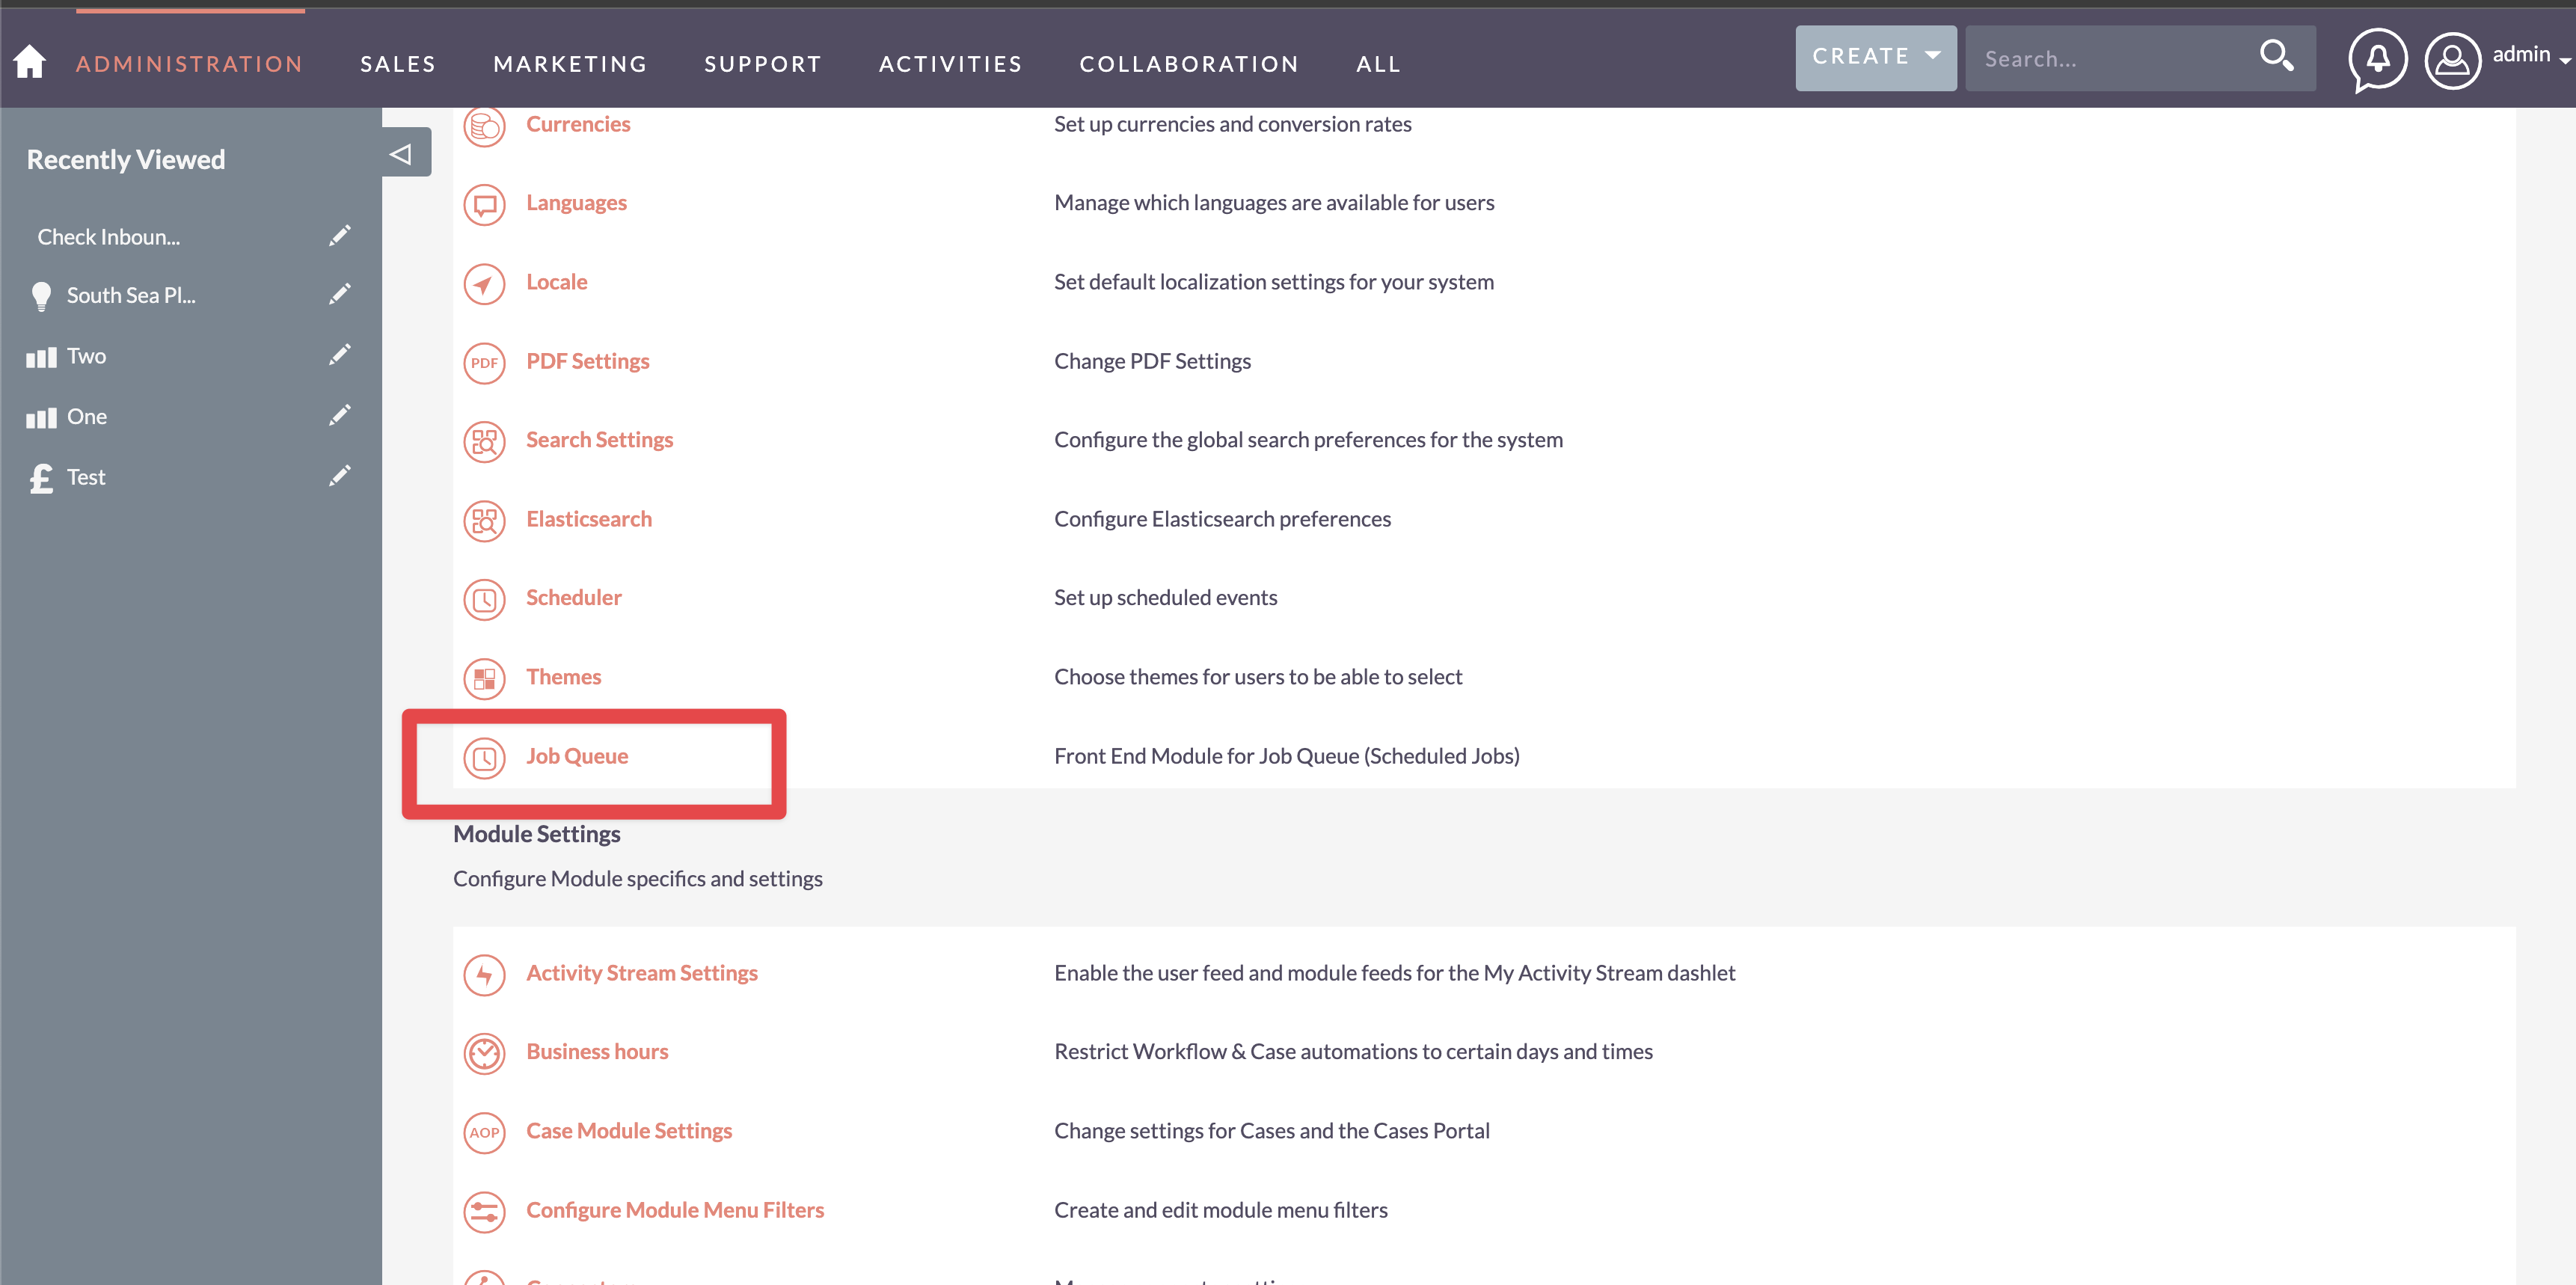 ADMINISTRATION SALES MARKETING SUPPORT ACTIVITIES COLLABORATION ALL CREATE Search... admin
Recently Viewed
Check Inboun...
South Sea Pl...
Two
One
Test
Currencies Set up currencies and conversion rates
Languages Manage which languages are available for users
Locale Set default localization settings for your system
PDF PDF Settings Change PDF Settings
Search Settings Configure the global search preferences for the system
Elasticsearch Configure Elasticsearch preferences
Scheduler Set up scheduled events
Themes Choose themes for users to be able to select
Job Queue Front End Module for Job Queue (Scheduled Jobs)
Module Settings
Configure Module specifics and settings
Activity Stream Settings Enable the user feed and module feeds for the My Activity Stream dashlet
Business hours Restrict Workflow & Case automations to certain days and times
AOP Case Module Settings Change settings for Cases and the Cases Portal
Configure Module Menu Filters Create and edit module menu filters